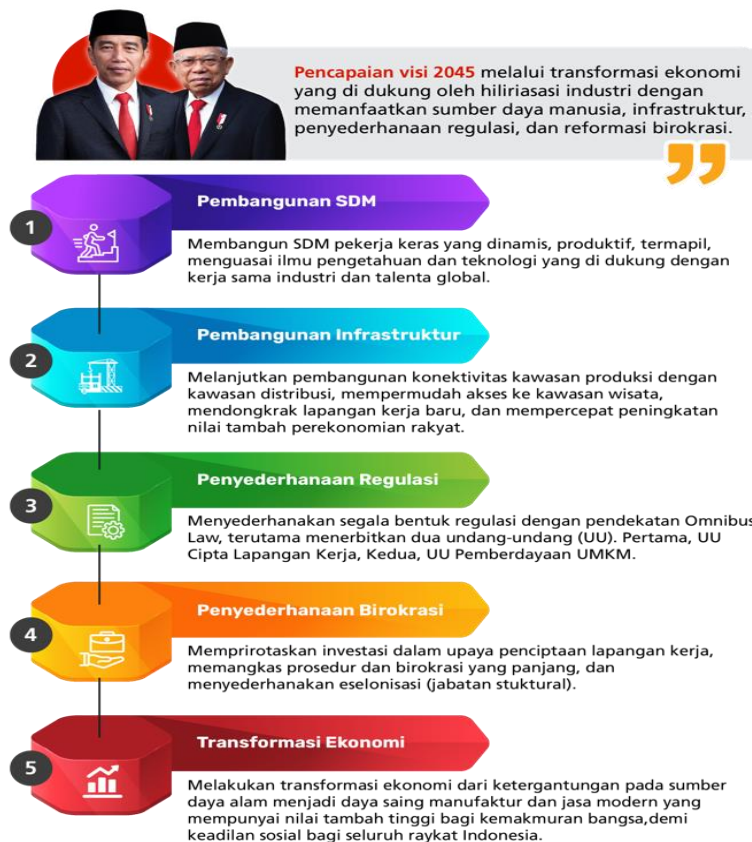 Pencapaian visi 2045 melalui transformasi ekonomi
yang di dukung oleh hiliriasasi industri dengan
memanfaatkan sumber daya manusia, infrastruktur,
penyederhanaan regulasi, dan reformasi birokrasi.
”
1
Pembangunan SDM
Membangun SDM pekerja keras yang dinamis, produktif, termapil,
menguasai ilmu pengetahuan dan teknologi yang di dukung dengan
kerja sama industri dan talenta global.
2
Pembangunan Infrastruktur
Melanjutkan pembangunan konektivitas kawasan produksi dengan
kawasan distribusi, mempermudah akses ke kawasan wisata,
mendongkrak lapangan kerja baru, dan mempercepat peningkatan
nilai tambah perekonomian rakyat.
3
Penyederhanaan Regulasi
Menyederhanakan segala bentuk regulasi dengan pendekatan Omnibus
Law, terutama menerbitkan dua undang-undang (UU). Pertama, UU
Cipta Lapangan Kerja, Kedua, UU Pemberdayaan UMKM.
4
Penyederhanaan Birokrasi
Memprirotaskan investasi dalam upaya penciptaan lapangan kerja,
memangkas prosedur dan birokrasi yang panjang, dan
menyederhanakan eselonisasi (jabatan stuktural).
5
Transformasi Ekonomi
Melakukan transformasi ekonomi dari ketergantungan pada sumber
daya alam menjadi daya saing manufaktur dan jasa modern yang
mempunyai nilai tambah tinggi bagi kemakmuran bangsa,demi
keadilan sosial bagi seluruh raykat Indonesia.